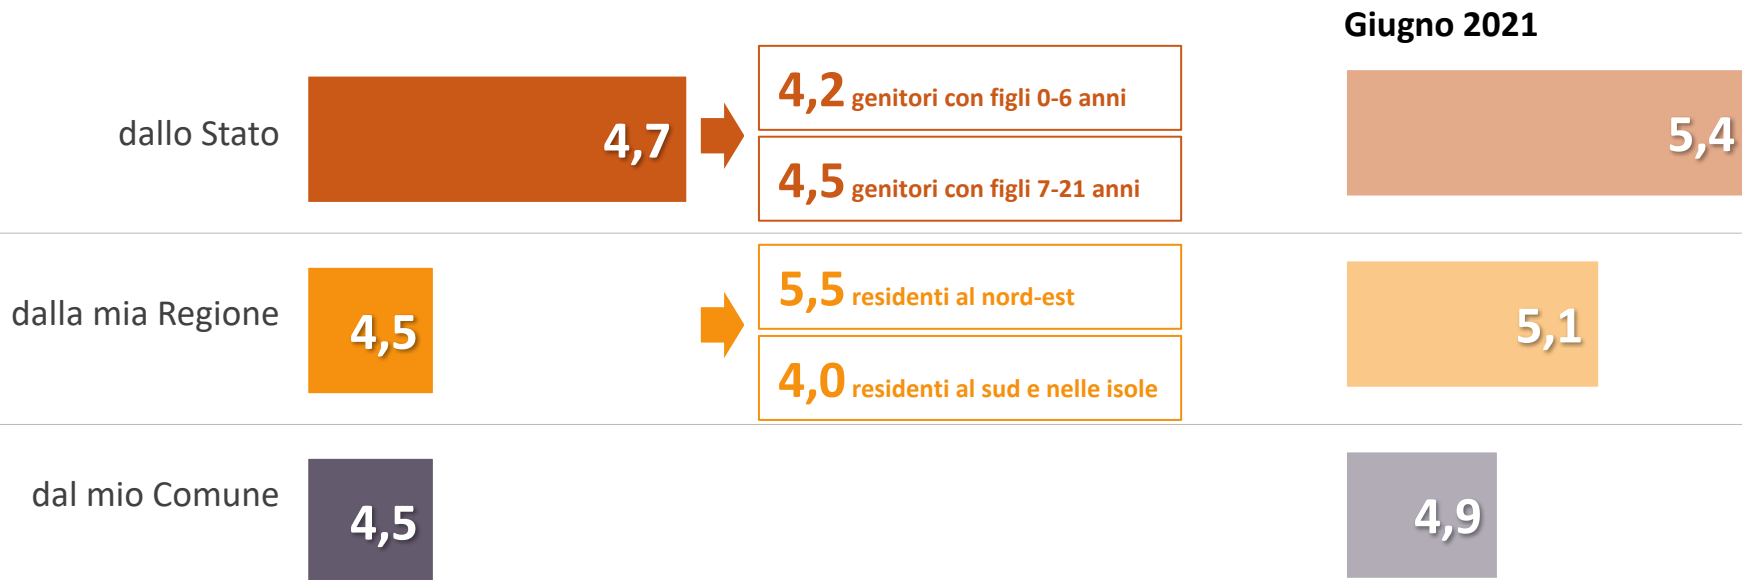 Giugno 2021
dallo Stato
4,7
4,2 genitori con figli 0-6 anni
4,5 genitori con figli 7-21 anni
5,4
dalla mia Regione
4,5
5,5 residenti al nord-est
4,0 residenti al sud e nelle isole
5,1
dal mio Comune
4,5
4,9